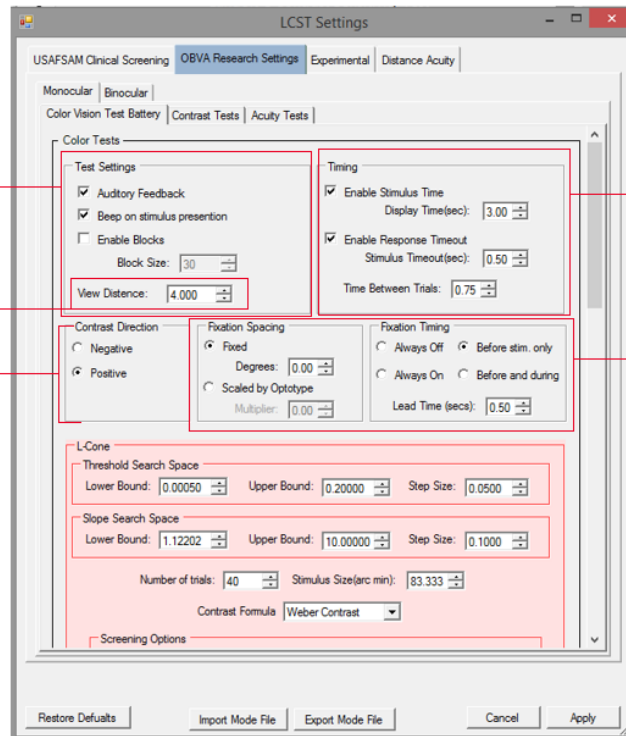 LCST Settings
USAFSAM Clinical Screening OBVA Research Settings Experimental Distance Acuity
Monocular Binocular
Color Vision Test Battery Contrast Tests Acuity Tests
Color Tests
Test Settings
Auditory Feedback
Beep on stimulus presention
Enable Blocks
Block Size: 30
View Distence: 4.000
Timing
Enable Stimulus Time
Display Time(sec): 3.00
Enable Response Timeout
Stimulus Timeout(sec): 0.50
Time Between Trials: 0.75
Contrast Direction
Negative
Positive
Fixation Spacing
Fixed
Degrees: 0.00
Scaled by Optotype
Multiplier: 0.00
Fixation Timing
Always Off Before stim. only
Always On Before and during
Lead Time (secs): 0.50
L-Cone
Threshold Search Space
Lower Bound: 0.00050 Upper Bound: 0.20000 Step Size: 0.0500
Slope Search Space
Lower Bound: 1.12202 Upper Bound: 10.00000 Step Size: 0.1000
Number of trials: 40 Stimulus Size(arc min): 83.333
Contrast Formula Weber Contrast
Screening Options
Restore Defualts Import Mode File Export Mode File Cancel Apply